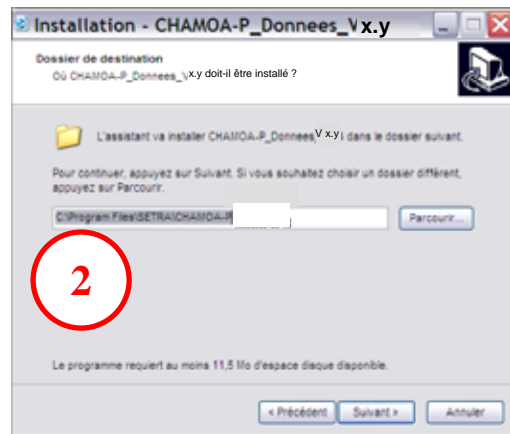 Installation - CHAMOA-P_Donnees_V x.y
Dossier de destination
Où CHAMOA-P_Donnees_V x.y doit-il être installé ?
L'assistant va installer CHAMOA-P_Donnees V x.y dans le dossier suivant.
Pour continuer, appuyez sur Suivant. Si vous souhaitez choisir un dossier différent,
appuyez sur Parcourir.
C:\Program Files\SETRA\CHAMOA-P
Parcourir...
2
Le programme requiert au moins 11,5 Mo d'espace disque disponible.
< Précédent
Suivant >
Annuler